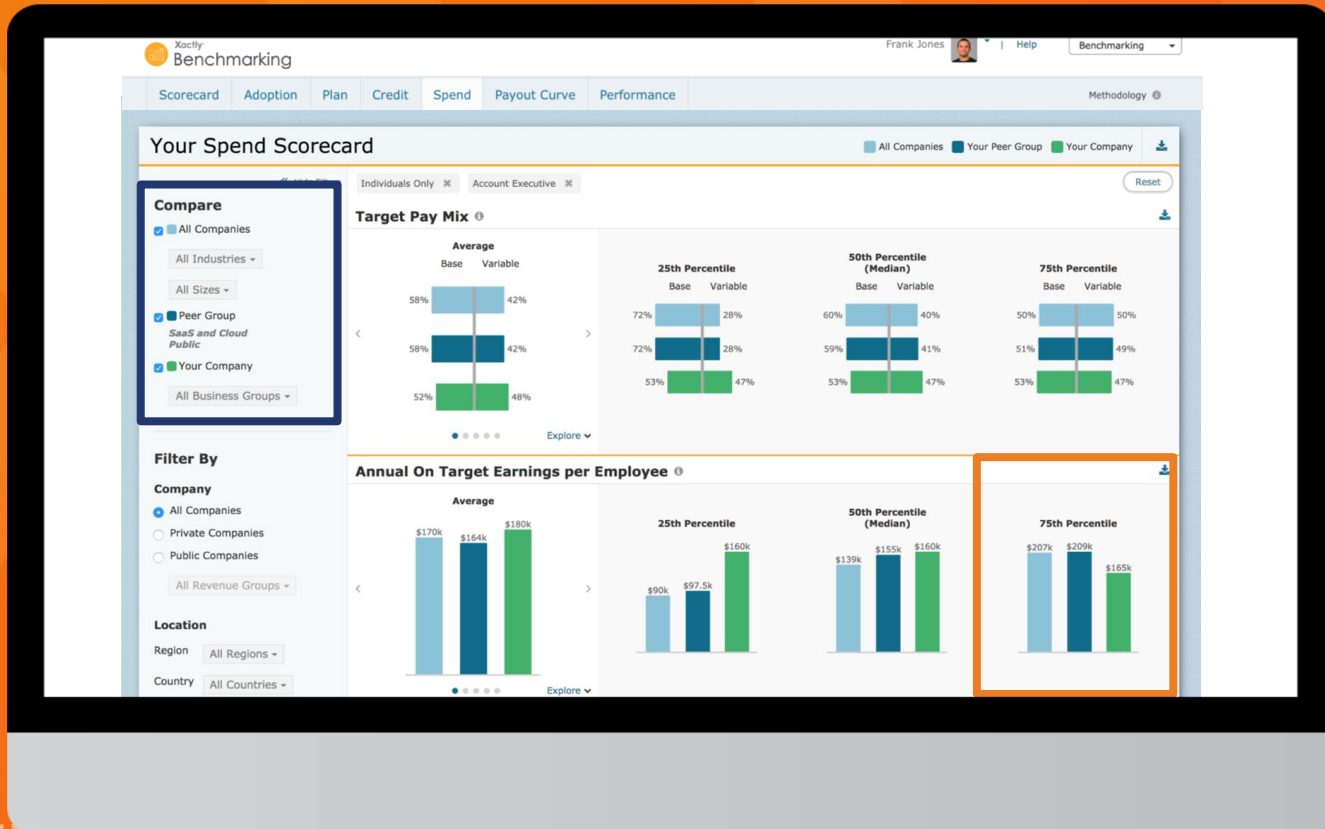 Xactly
Benchmarking
Frank Jones | Help Benchmarking
Scorecard Adoption Plan Credit Spend Payout Curve Performance Methodology
Your Spend Scorecard
All Companies Your Peer Group Your Company
Individuals Only Account Executive Reset
Compare
All Companies
All Industries
All Sizes
Peer Group
SaaS and Cloud
Public
Your Company
All Business Groups
Filter By
Company
All Companies
Private Companies
Public Companies
All Revenue Groups
Location
Region All Regions
Country All Countries
Target Pay Mix
Average
Base Variable
58% 42%
58% 42%
52% 48%
Explore
25th Percentile
Base Variable
72% 28%
72% 28%
53% 47%
50th Percentile
(Median)
Base Variable
60% 40%
59% 41%
53% 47%
75th Percentile
Base Variable
50% 50%
51% 49%
53% 47%
Annual On Target Earnings per Employee
Average
$170k $164k $180k
Explore
25th Percentile
$90k $97.5k $160k
50th Percentile
(Median)
$139k $155k $160k
75th Percentile
$207k $209k $165k